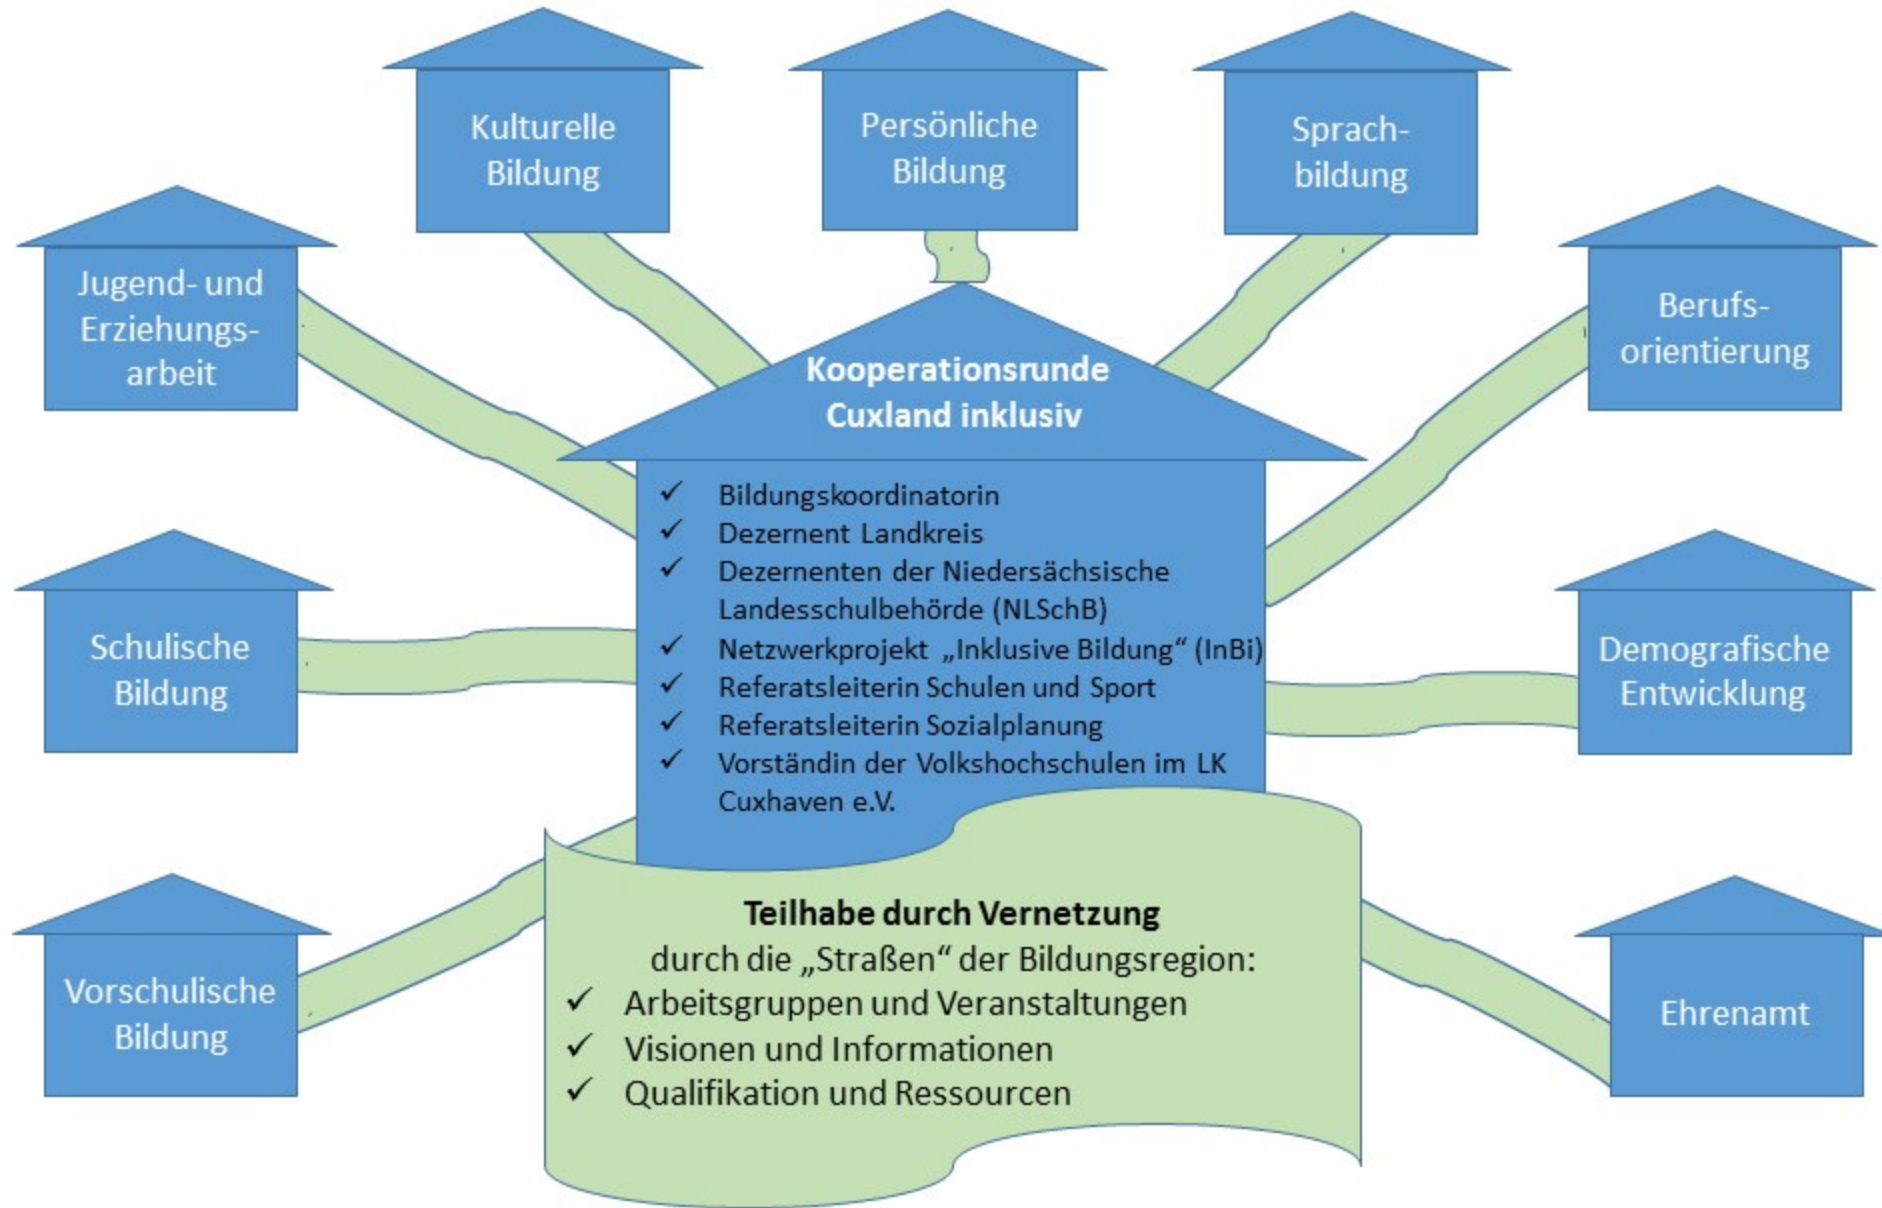 Kulturelle
Bildung
Persönliche
Bildung
Sprach-
bildung
Jugend- und
Erziehungs-
arbeit
Berufs-
orientierung
Kooperationsrunde
Cuxland inklusiv
✓ Bildungskoordinatorin
✓ Dezernent Landkreis
✓ Dezernenten der Niedersächsische
Landesschulbehörde (NLSchB)
✓ Netzwerkprojekt „Inklusive Bildung“ (InBi)
✓ Referatsleiterin Schulen und Sport
✓ Referatsleiterin Sozialplanung
✓ Vorständin der Volkshochschulen im LK
Cuxhaven e.V.
Schulische
Bildung
Demografische
Entwicklung
Vorschulische
Bildung
Teilhabe durch Vernetzung
durch die „Straßen“ der Bildungsregion:
✓ Arbeitsgruppen und Veranstaltungen
✓ Visionen und Informationen
✓ Qualifikation und Ressourcen
Ehrenamt